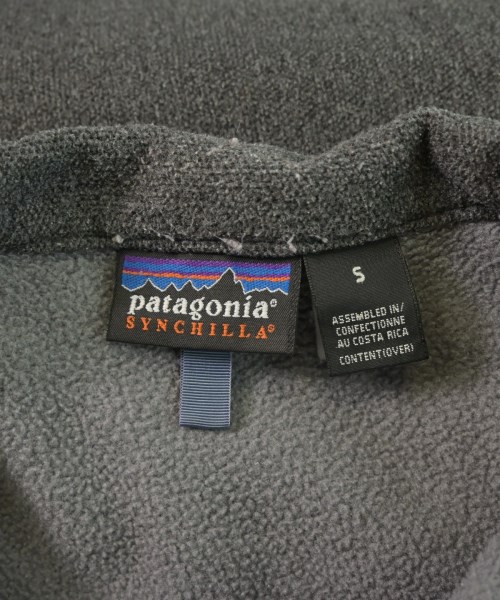 patagonia®
SYNCHILLA®
S
ASSEMBLED IN/
CONFECTIONNE
AU COSTA RICA
CONTENT(OVER)